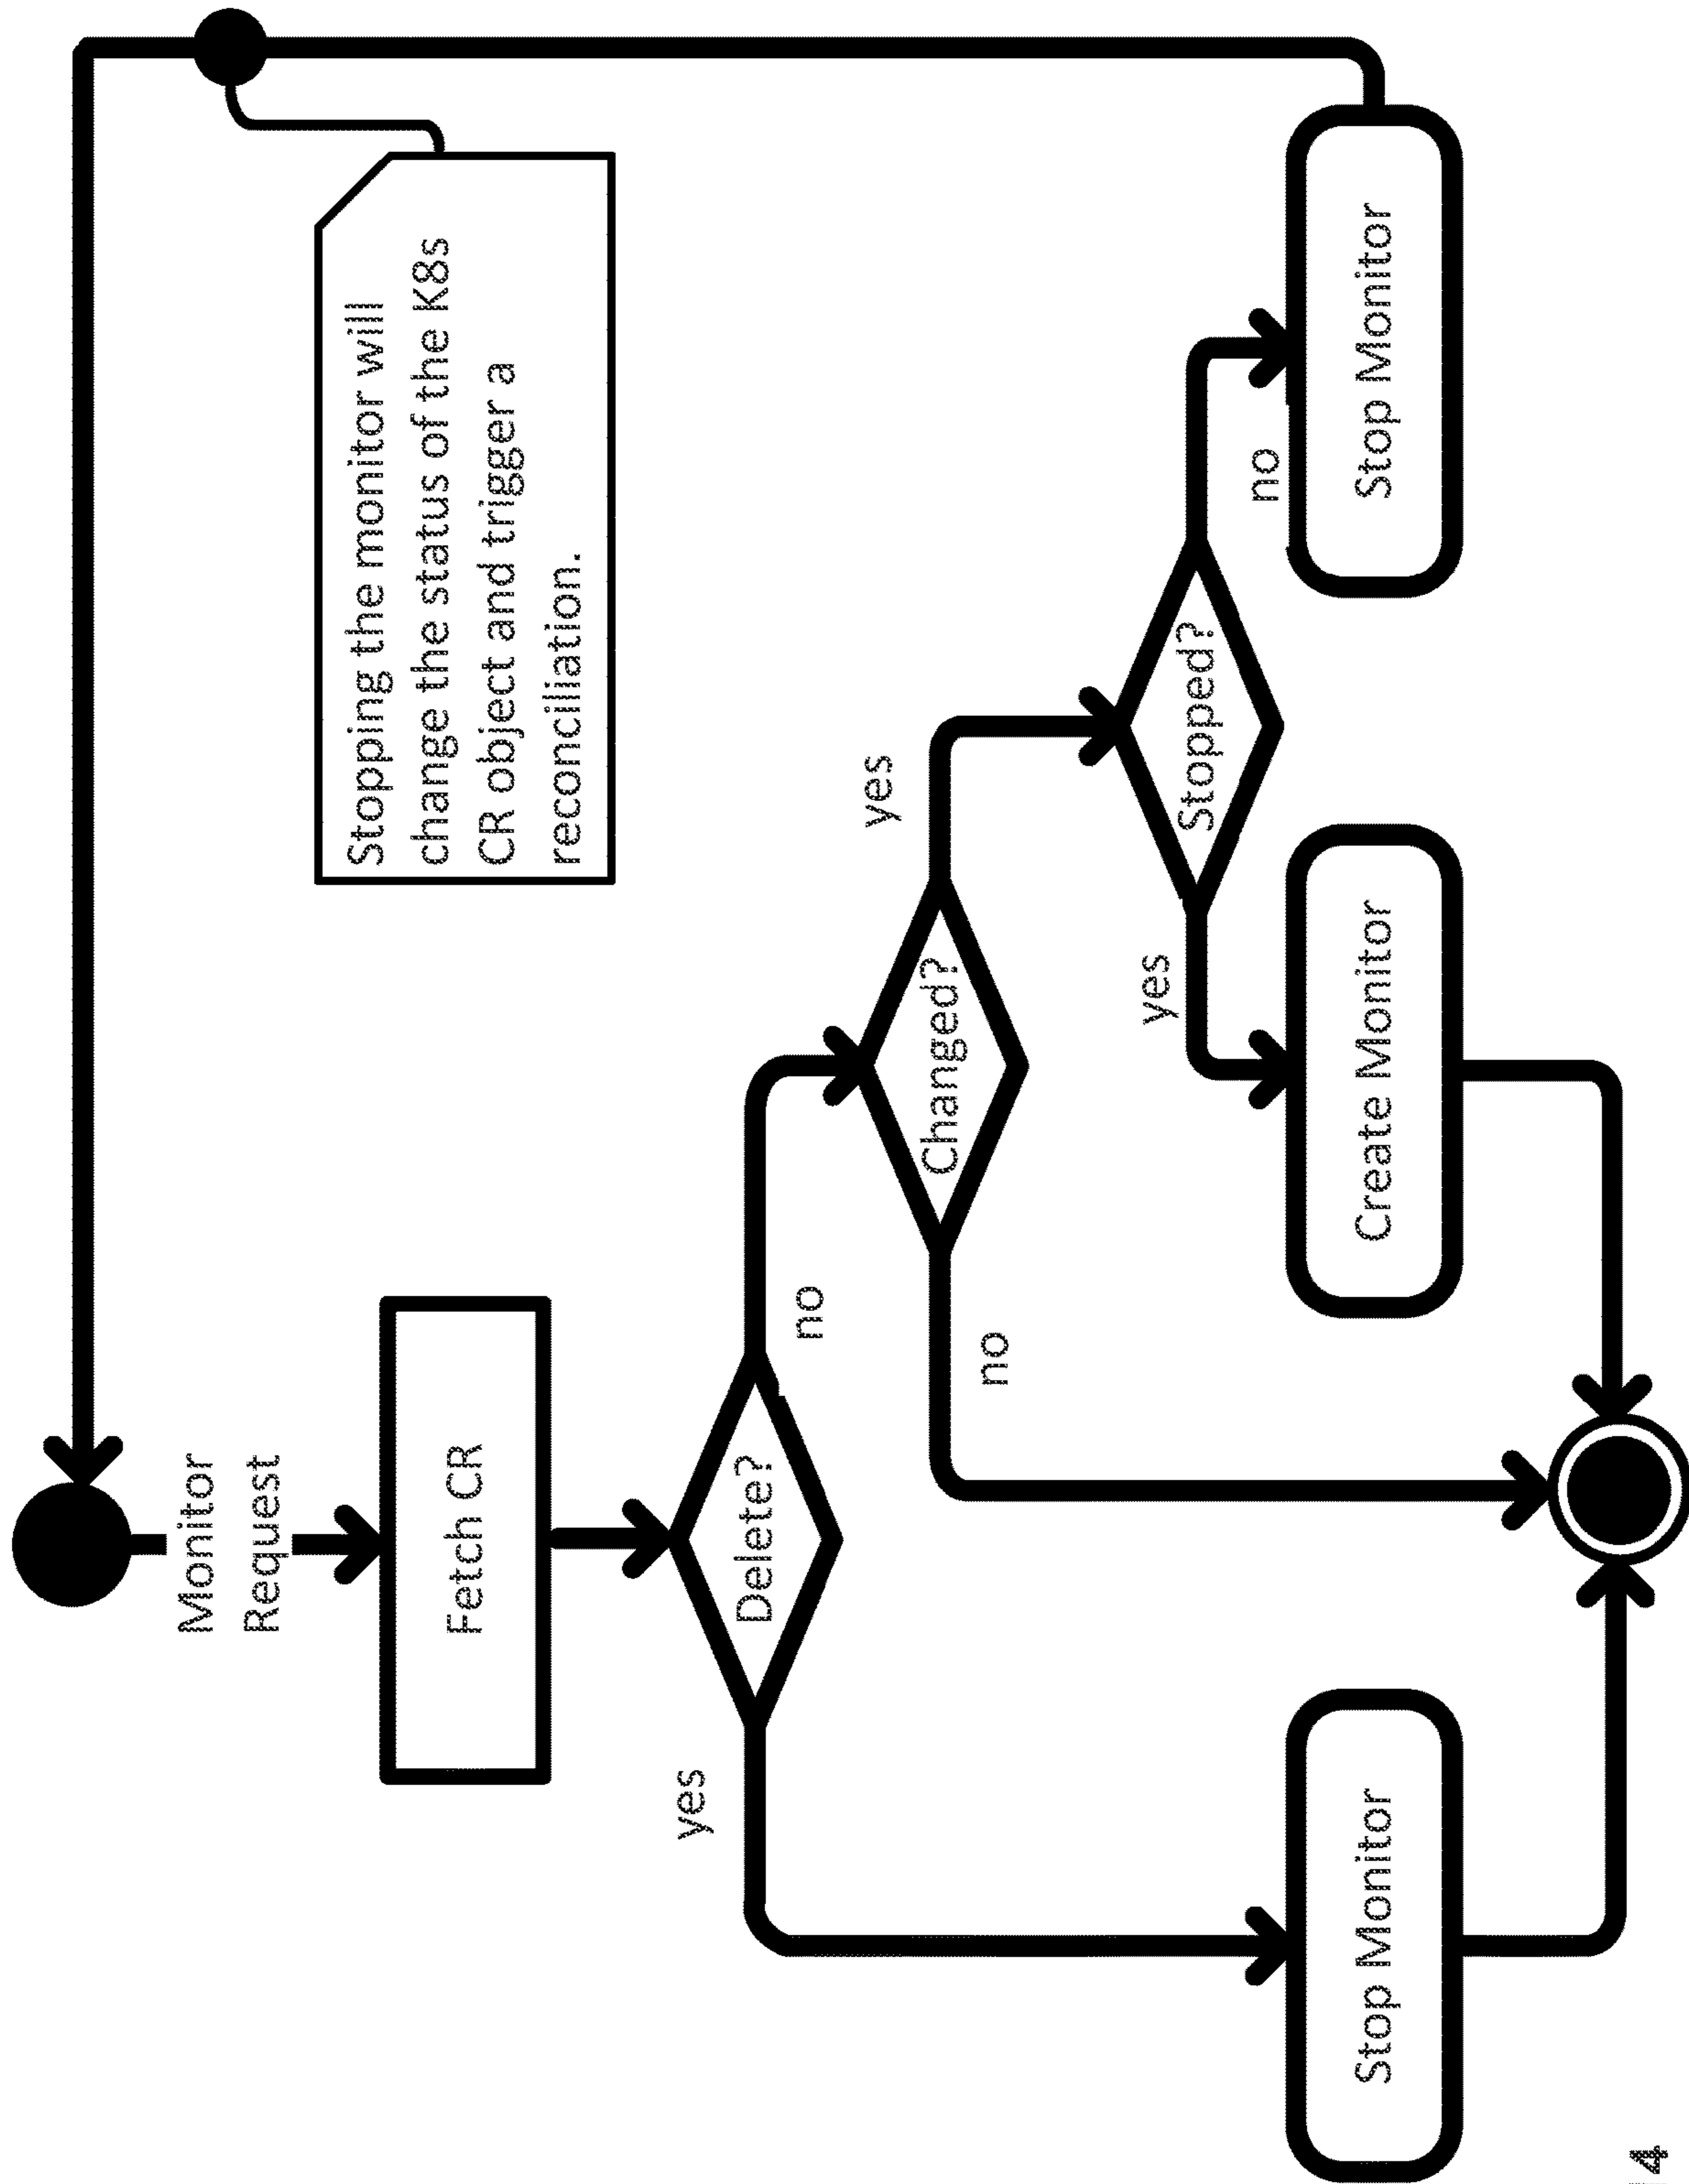 Monitor
Request
Fetch CR
Stopping the monitor will
change the status of the K8s
CR object and trigger a
reconciliation.
Delete?
yes
no
Changed?
no
yes
Stopped?
yes
no
Stop Monitor
Create Monitor
Stop Monitor
4